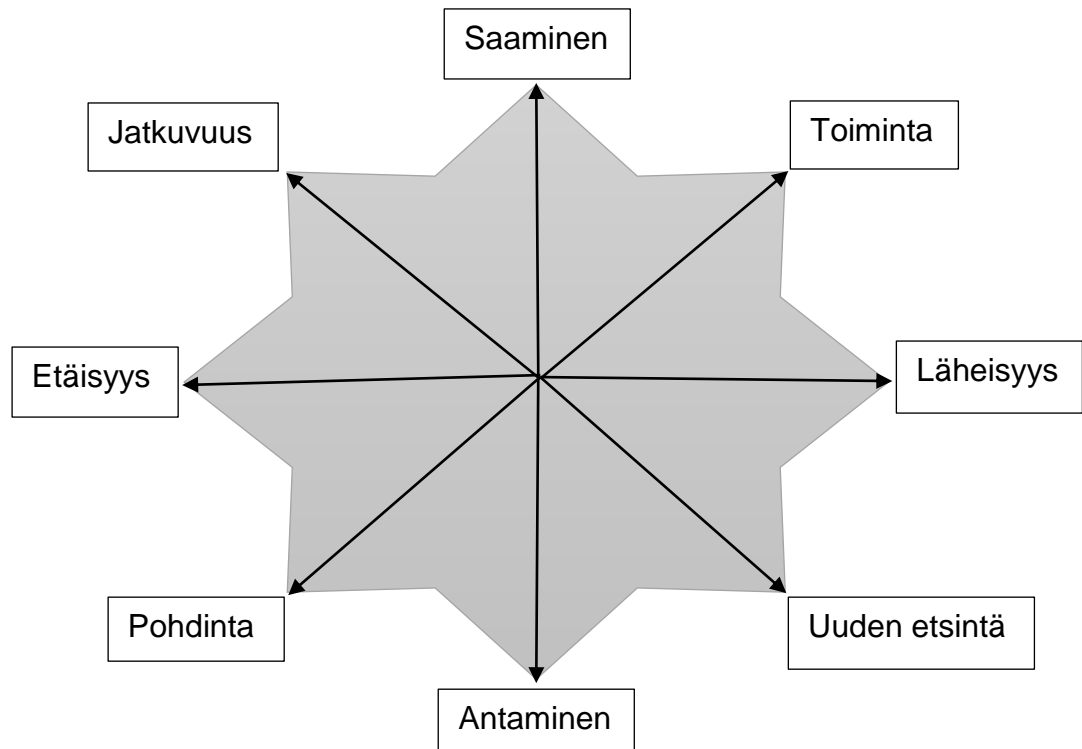 Saaminen
Jatkuvuus
Toiminta
Etäisyys
Läheisyys
Pohdinta
Uuden etsintä
Antaminen